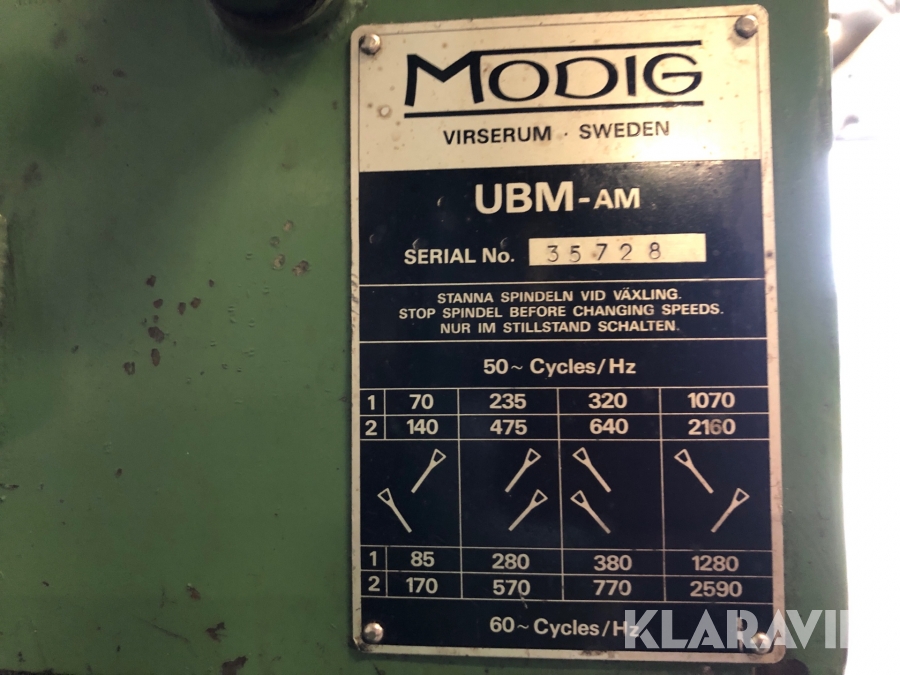 MODIG
VIRSERUM · SWEDEN
UBM-AM
SERIAL No. 35728
STANNA SPINDELN VID VÄXLING.
STOP SPINDEL BEFORE CHANGING SPEEDS.
NUR IM STILLSTAND SCHALTEN.
50~ Cycles/Hz
1 70 235 320 1070
2 140 475 640 2160
1 85 280 380 1280
2 170 570 770 2590
60~ Cycles/Hz